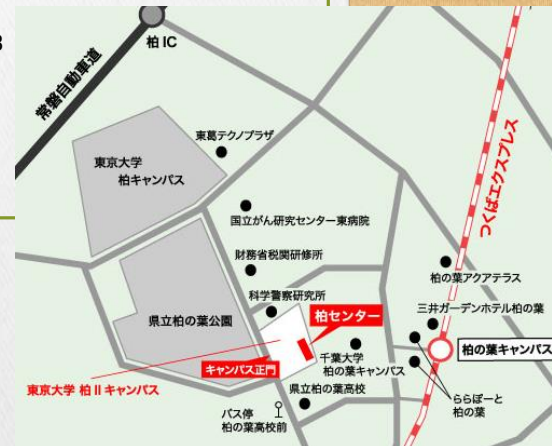 柏 IC
常磐自動車道
東葛テクノプラザ
東京大学
柏キャンパス
つくばエクスプレス
国立がん研究センター東病院
財務省税関研修所
柏の葉アクアテラス
科学警察研究所
三井ガーデンホテル柏の葉
県立柏の葉公園
柏センター
柏の葉キャンパス
キャンパス正門
千葉大学
柏の葉キャンパス
東京大学 柏 II キャンパス
県立柏の葉高校
ららぽーと
柏の葉
バス停
柏の葉高校前